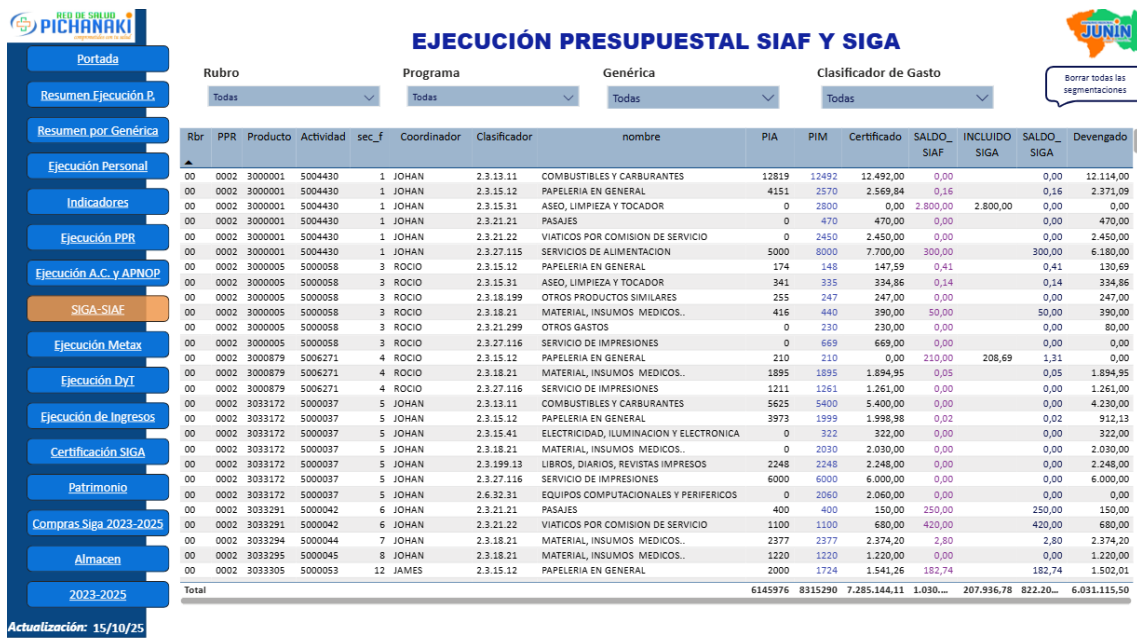 RED DE SALUD
PICHANAKI
comprometidos con su salud
JUNÍN
EJECUCIÓN PRESUPUESTAL SIAF Y SIGA
Portada
Resumen Ejecución P.
Resumen por Genérica
Ejecución Personal
Indicadores
Ejecución PPR
Ejecución A.C. y APNOP
SIGA-SIAF
Ejecución Metax
Ejecución DyT
Ejecución de Ingresos
Certificación SIGA
Patrimonio
Compras Siga 2023-2025
Almacen
2023-2025
Actualización: 15/10/25
Rubro Programa Genérica Clasificador de Gasto
Todas Todas Todas Todas
Borrar todas las
segmentaciones
Rbr PPR Producto Actividad sec_f Coordinador Clasificador nombre PIA PIM Certificado SALDO_ INCLUIDO SALDO_ Devengado
SIAF SIGA SIGA
00 0002 3000001 5004430 1 JOHAN 2.3.13.11 COMBUSTIBLES Y CARBURANTES 12819 12492 12.492,00 0,00 0,00 12.114,00
00 0002 3000001 5004430 1 JOHAN 2.3.15.12 PAPELERIA EN GENERAL 4151 2570 2.569,84 0,16 0,16 2.371,09
00 0002 3000001 5004430 1 JOHAN 2.3.15.31 ASEO, LIMPIEZA Y TOCADOR 0 2800 0,00 2.800,00 2.800,00 0,00 0,00
00 0002 3000001 5004430 1 JOHAN 2.3.21.21 PASAJES 0 470 470,00 0,00 0,00 470,00
00 0002 3000001 5004430 1 JOHAN 2.3.21.22 VIATICOS POR COMISION DE SERVICIO 0 2450 2.450,00 0,00 0,00 2.450,00
00 0002 3000001 5004430 1 JOHAN 2.3.27.115 SERVICIOS DE ALIMENTACION 5000 8000 7.700,00 300,00 300,00 6.180,00
00 0002 3000005 5000058 3 ROCIO 2.3.15.12 PAPELERIA EN GENERAL 174 148 147,59 0,41 0,41 130,69
00 0002 3000005 5000058 3 ROCIO 2.3.15.31 ASEO, LIMPIEZA Y TOCADOR 341 335 334,86 0,14 0,14 334,86
00 0002 3000005 5000058 3 ROCIO 2.3.18.199 OTROS PRODUCTOS SIMILARES 255 247 247,00 0,00 0,00 247,00
00 0002 3000005 5000058 3 ROCIO 2.3.18.21 MATERIAL, INSUMOS MEDICOS.. 416 440 390,00 50,00 50,00 390,00
00 0002 3000005 5000058 3 ROCIO 2.3.21.299 OTROS GASTOS 0 230 230,00 0,00 0,00 80,00
00 0002 3000005 5000058 3 ROCIO 2.3.27.116 SERVICIO DE IMPRESIONES 0 669 669,00 0,00 0,00 0,00
00 0002 3000879 5006271 4 ROCIO 2.3.15.12 PAPELERIA EN GENERAL 210 210 0,00 210,00 208,69 1,31 0,00
00 0002 3000879 5006271 4 ROCIO 2.3.18.21 MATERIAL, INSUMOS MEDICOS.. 1895 1895 1.894,95 0,05 0,05 1.894,95
00 0002 3000879 5006271 4 ROCIO 2.3.27.116 SERVICIO DE IMPRESIONES 1211 1261 1.261,00 0,00 0,00 1.261,00
00 0002 3033172 5000037 5 JOHAN 2.3.13.11 COMBUSTIBLES Y CARBURANTES 5625 5400 5.400,00 0,00 0,00 4.230,00
00 0002 3033172 5000037 5 JOHAN 2.3.15.12 PAPELERIA EN GENERAL 3973 1999 1.998,98 0,02 0,02 912,13
00 0002 3033172 5000037 5 JOHAN 2.3.15.41 ELECTRICIDAD, ILUMINACION Y ELECTRONICA 0 322 322,00 0,00 0,00 322,00
00 0002 3033172 5000037 5 JOHAN 2.3.18.21 MATERIAL, INSUMOS MEDICOS.. 0 2030 2.030,00 0,00 0,00 2.030,00
00 0002 3033172 5000037 5 JOHAN 2.3.199.13 LIBROS, DIARIOS, REVISTAS IMPRESOS 2248 2248 2.248,00 0,00 0,00 2.248,00
00 0002 3033172 5000037 5 JOHAN 2.3.27.116 SERVICIO DE IMPRESIONES 6000 6000 6.000,00 0,00 0,00 6.000,00
00 0002 3033172 5000037 5 JOHAN 2.6.32.31 EQUIPOS COMPUTACIONALES Y PERIFERICOS 0 2060 2.060,00 0,00 0,00 0,00
00 0002 3033291 5000042 6 JOHAN 2.3.21.21 PASAJES 400 400 150,00 250,00 250,00 150,00
00 0002 3033291 5000042 6 JOHAN 2.3.21.22 VIATICOS POR COMISION DE SERVICIO 1100 1100 680,00 420,00 420,00 680,00
00 0002 3033294 5000044 7 JOHAN 2.3.18.21 MATERIAL, INSUMOS MEDICOS.. 2377 2377 2.374,20 2,80 2,80 2.374,20
00 0002 3033295 5000045 8 JOHAN 2.3.18.21 MATERIAL, INSUMOS MEDICOS.. 1220 1220 1.220,00 0,00 0,00 1.220,00
00 0002 3033305 5000053 12 JAMES 2.3.15.12 PAPELERIA EN GENERAL 2000 1724 1.541,26 182,74 182,74 1.502,01
Total 6145976 8315290 7.285.144,11 1.030.... 207.936,78 822.20... 6.031.115,50